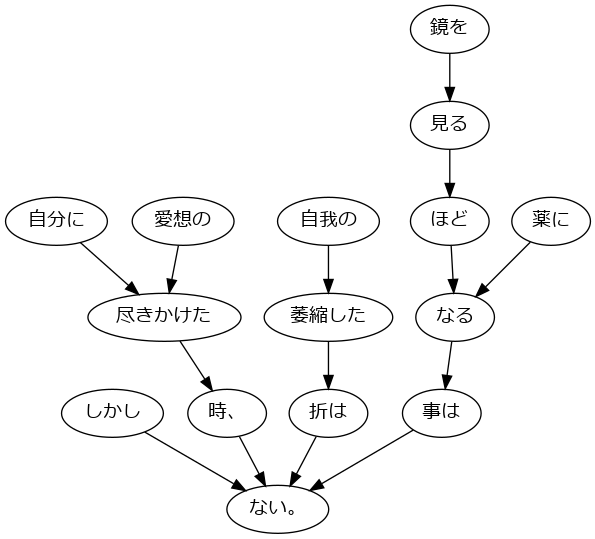 鏡を
見る
自分に
愛想の
自我の
ほど
薬に
尽きかけた
萎縮した
なる
しかし
時、
折は
事は
ない。